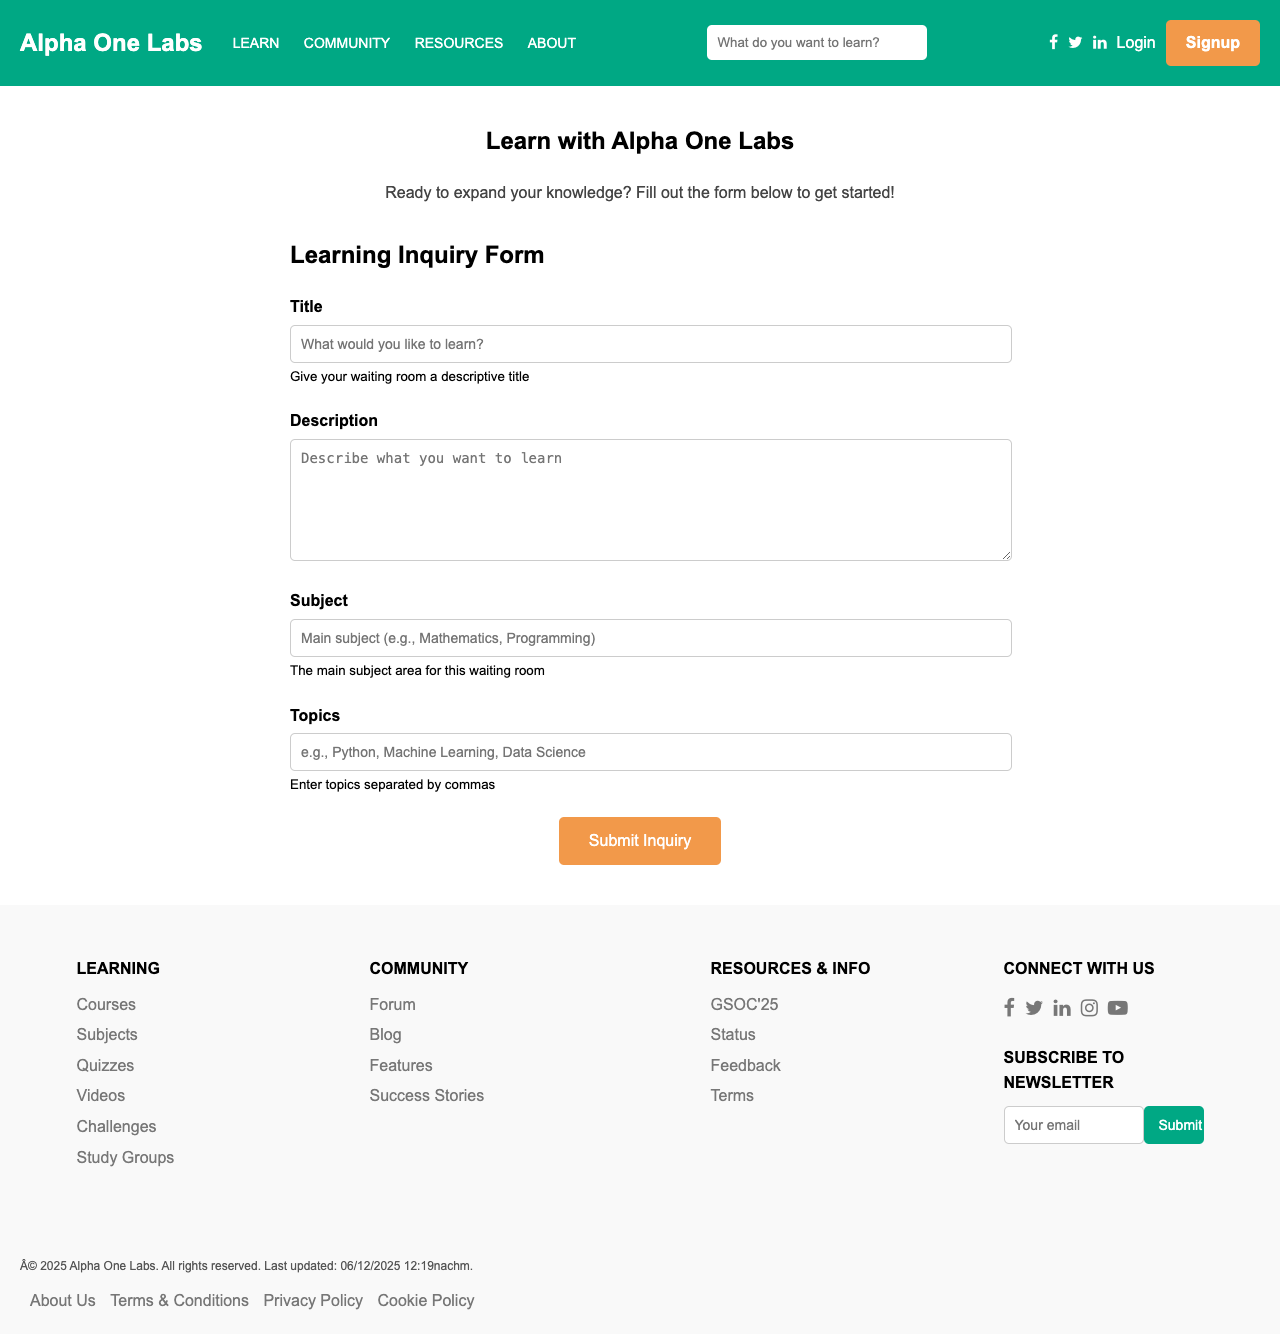 Alpha One Labs LEARN COMMUNITY RESOURCES ABOUT What do you want to learn? Login Signup
Learn with Alpha One Labs
Ready to expand your knowledge? Fill out the form below to get started!
Learning Inquiry Form
Title
What would you like to learn?
Give your waiting room a descriptive title
Description
Describe what you want to learn
Subject
Main subject (e.g., Mathematics, Programming)
The main subject area for this waiting room
Topics
e.g., Python, Machine Learning, Data Science
Enter topics separated by commas
Submit Inquiry
LEARNING
Courses
Subjects
Quizzes
Videos
Challenges
Study Groups
COMMUNITY
Forum
Blog
Features
Success Stories
RESOURCES & INFO
GSOC'25
Status
Feedback
Terms
CONNECT WITH US
SUBSCRIBE TO
NEWSLETTER
Your email Submit
Â© 2025 Alpha One Labs. All rights reserved. Last updated: 06/12/2025 12:19nachm.
About Us Terms & Conditions Privacy Policy Cookie Policy